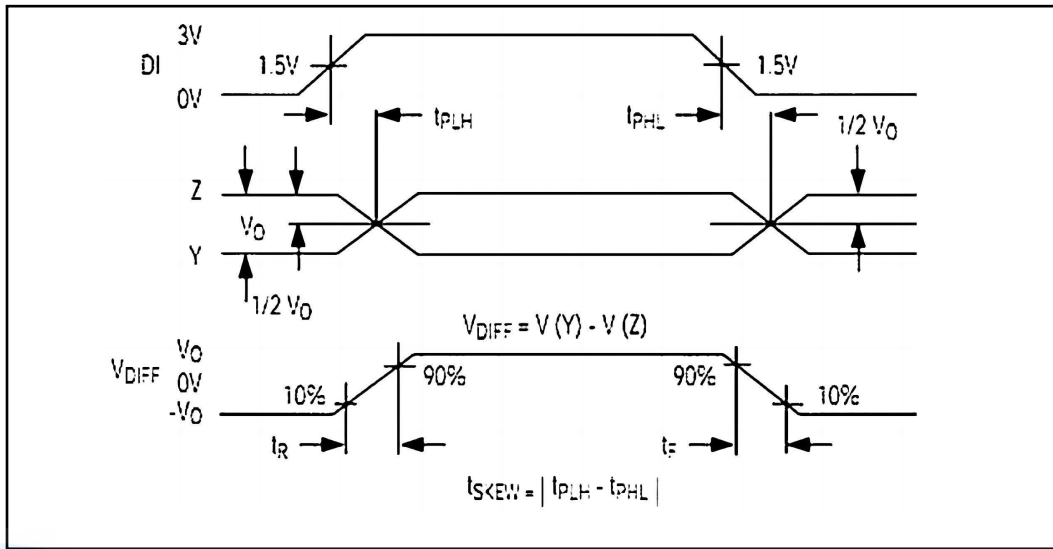 3V
DI
1.5V
1.5V
0V
tPLH
tPHL
1/2 VO
Z
VO
Y
1/2 VO
VDIFF = V (Y) - V (Z)
VO
VDIFF
0V
90%
90%
10%
10%
-VO
tR
tF
tSKEW = | tPLH - tPHL |